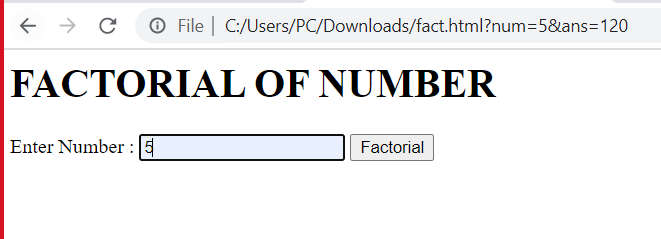 File | C:/Users/PC/Downloads/fact.html?num=5&ans=120
FACTORIAL OF NUMBER
Enter Number : 5 Factorial